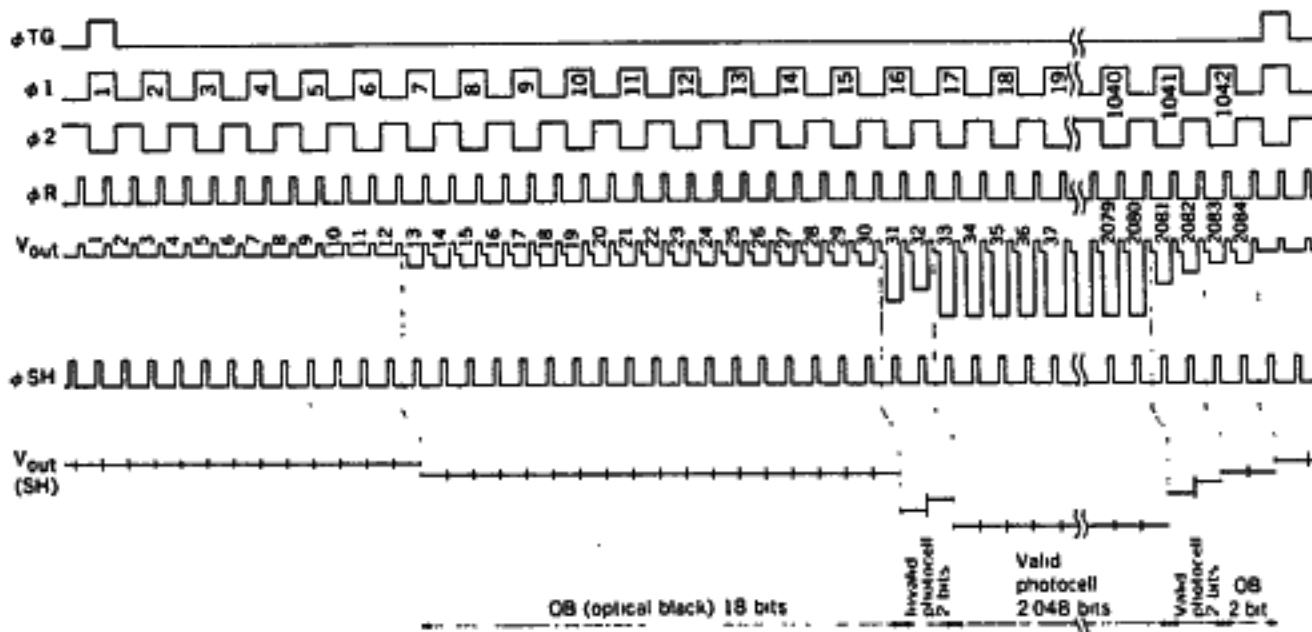 φTG
φ1 1 2 3 4 5 6 7 8 9 10 11 12 13 14 15 16 17 18 19 1040 1041 1042
φ2
φR
Vout 1 2 3 4 5 6 7 8 9 10 11 12 13 14 15 16 17 18 19 20 21 22 23 24 25 26 27 28 29 30 31 32 33 34 35 36 37 2079 2080 2081 2082 2083 2084
φSH
Vout
(SH)
OB (optical black) 18 bits
Invalid
photocell
2 bits
Valid
photocell
2048 bits
Valid
photocell
2 bits
OB
2 bit